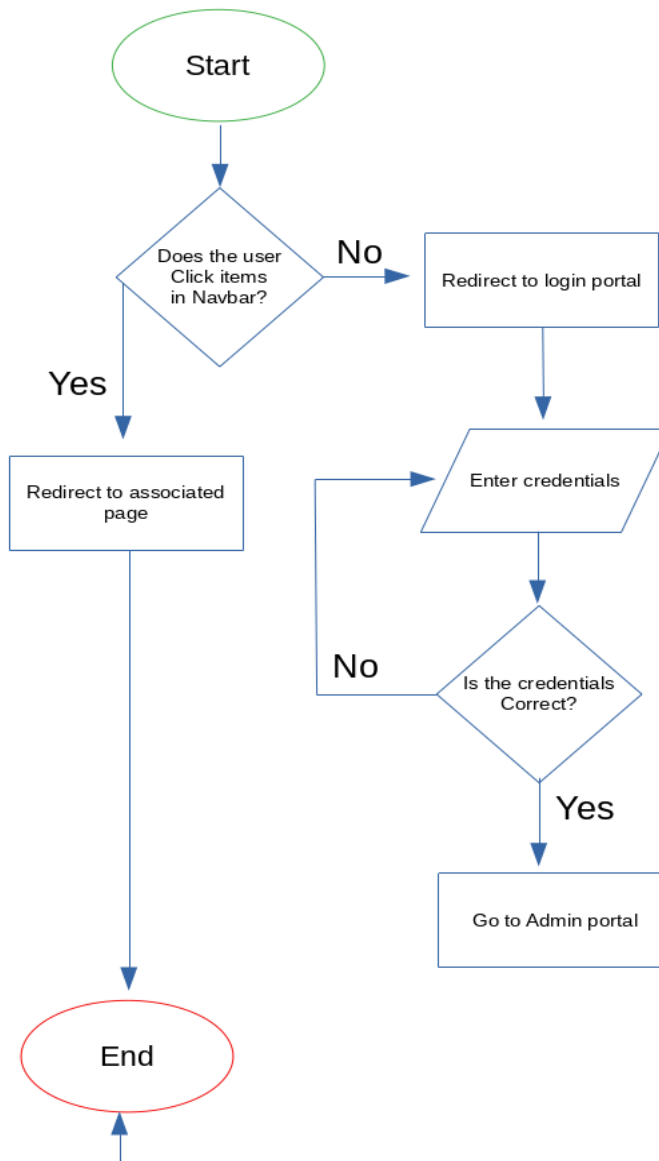 Start
Does the user
Click items
in Navbar?
No
Redirect to login portal
Yes
Redirect to associated
page
Enter credentials
No
Is the credentials
Correct?
Yes
Go to Admin portal
End